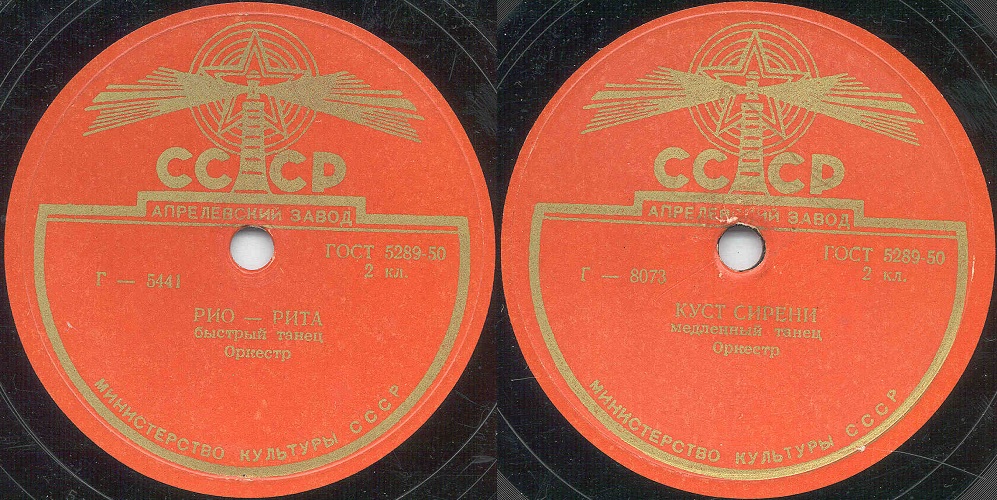 СССР
АПРЕЛЕВСКИЙ ЗАВОД
ГОСТ 5289-50
2 кл.
Г — 5441
РИО — РИТА
быстрый танец
Оркестр
МИНИСТЕРСТВО КУЛЬТУРЫ СССР
СССР
АПРЕЛЕВСКИЙ ЗАВОД
ГОСТ 5289-50
2 кл.
Г — 8073
КУСТ СИРЕНИ
медленный танец
Оркестр
МИНИСТЕРСТВО КУЛЬТУРЫ СССР